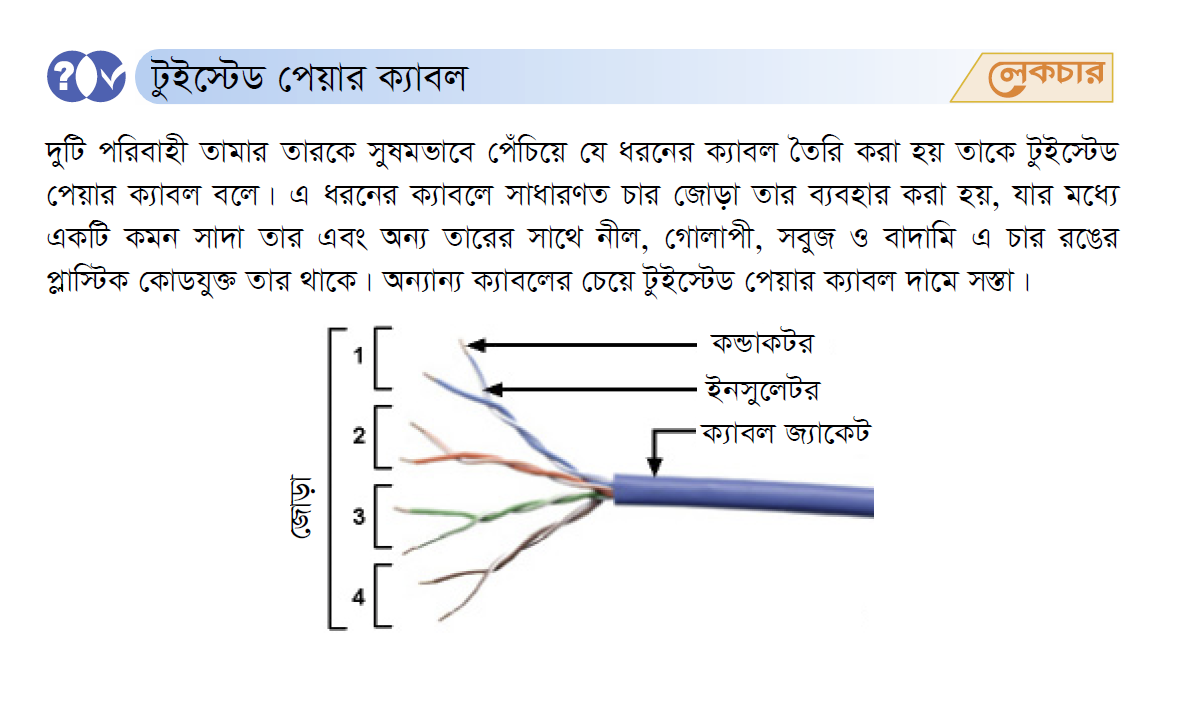 টুইস্টেড পেয়ার ক্যাবল
লেকচার
দুটি পরিবাহী তামার তারকে সুষমভাবে পেঁচিয়ে যে ধরনের ক্যাবল তৈরি করা হয় তাকে টুইস্টেড
পেয়ার ক্যাবল বলে। এ ধরনের ক্যাবলে সাধারণত চার জোড়া তার ব্যবহার করা হয়, যার মধ্যে
একটি কমন সাদা তার এবং অন্য তারের সাথে নীল, গোলাপী, সবুজ ও বাদামি এ চার রঙের
প্লাস্টিক কোডযুক্ত তার থাকে। অন্যান্য ক্যাবলের চেয়ে টুইস্টেড পেয়ার ক্যাবল দামে সস্তা।
কন্ডাকটর
1
ইনসুলেটর
2
ক্যাবল জ্যাকেট
জোড়া
3
4